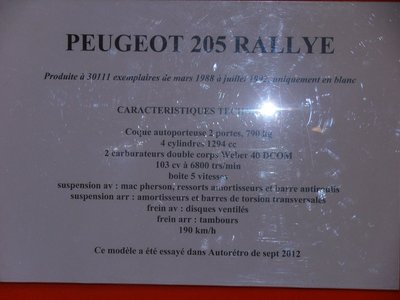 PEUGEOT 205 RALLYE
Produite à 30111 exemplaires de mars 1988 à juillet uniquement en blanc
CARACTERISTIQUES
Coque autoporteuse 2 portes, 790 kg
4 cylindres 1294 cc
2 carburateurs double corps Weber 40 DCOM
103 cv à 6800 trs/min
boite 5 vitesses
suspension av : mac pherson, ressorts amortisseurs et barre antiroulis
suspension arr : amortisseurs et barres de torsion transversales
frein av : disques ventilés
frein arr : tambours
190 km/h
Ce modèle a été essayé dans Autorétro de sept 2012